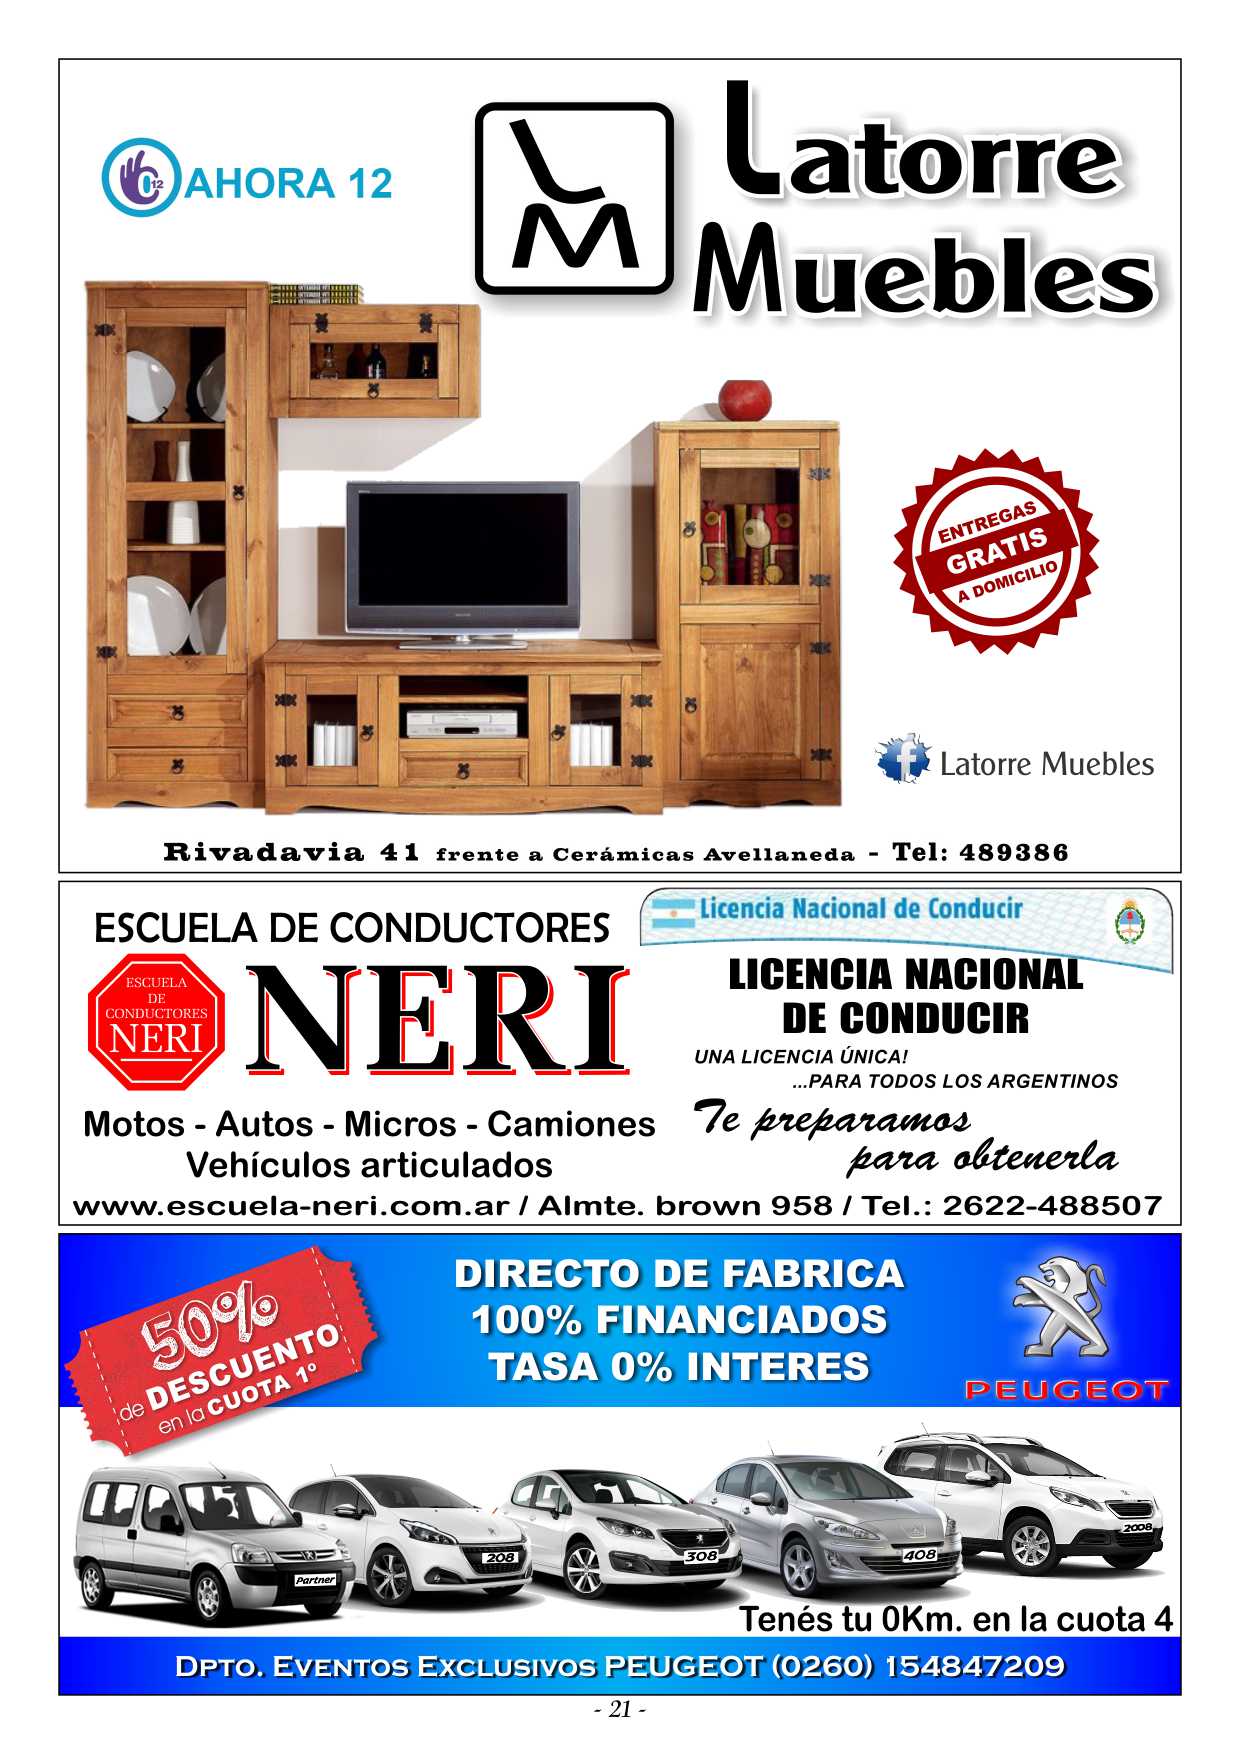 AHORA 12
12
LM
Latorre
Muebles
ENTREGAS
GRATIS
A DOMICILIO
Latorre Muebles
Rivadavia 41 frente a Cerámicas Avellaneda - Tel: 489386
ESCUELA DE CONDUCTORES
ESCUELA
DE
CONDUCTORES
NERI
NERI
Motos - Autos - Micros - Camiones
Vehículos articulados
Licencia Nacional de Conducir
LICENCIA NACIONAL
DE CONDUCIR
UNA LICENCIA ÚNICA!
...PARA TODOS LOS ARGENTINOS
Te preparamos
para obtenerla
www.escuela-neri.com.ar / Almte. brown 958 / Tel.: 2622-488507
50%
de DESCUENTO
en la CUOTA 1º
DIRECTO DE FABRICA
100% FINANCIADOS
TASA 0% INTERES
PEUGEOT
Partner
208
308
408
2008
Tenés tu 0Km. en la cuota 4
Dpto. Eventos Exclusivos PEUGEOT (0260) 154847209
- 21 -